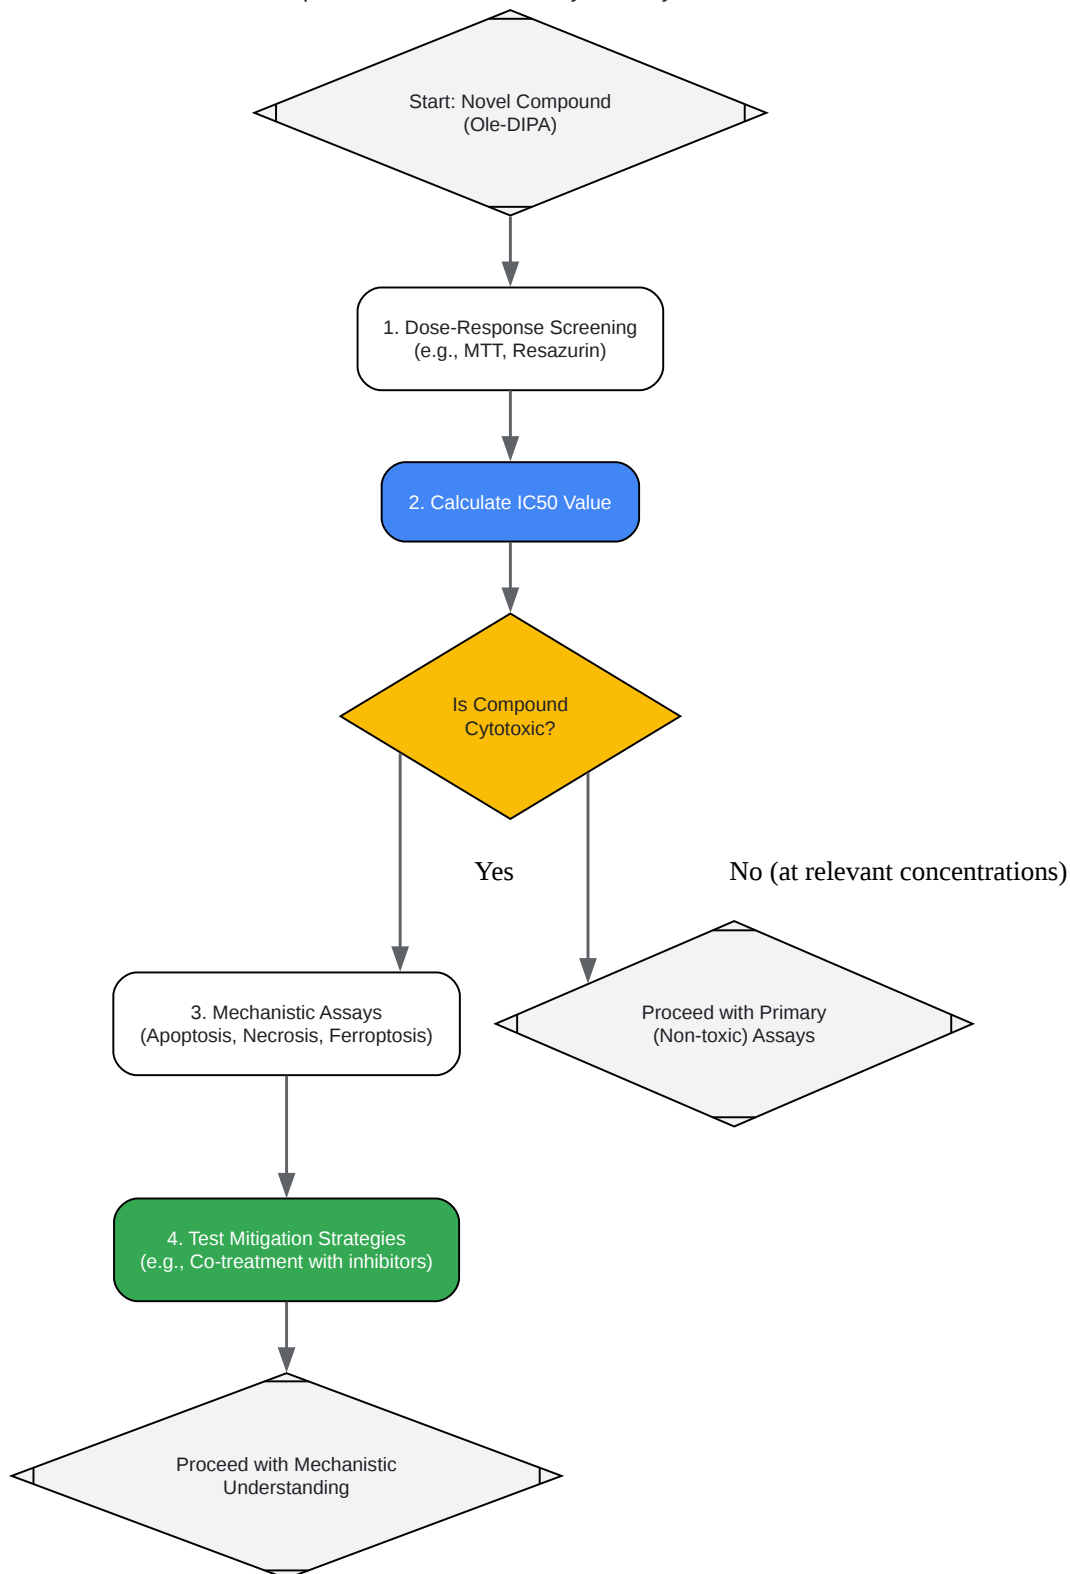 Start: Novel Compound
(Ole-DIPA)
1. Dose-Response Screening
(e.g., MTT, Resazurin)
2. Calculate IC50 Value
Is Compound
Cytotoxic?
Yes
No (at relevant concentrations)
3. Mechanistic Assays
(Apoptosis, Necrosis, Ferroptosis)
Proceed with Primary
(Non-toxic) Assays
4. Test Mitigation Strategies
(e.g., Co-treatment with inhibitors)
Proceed with Mechanistic
Understanding